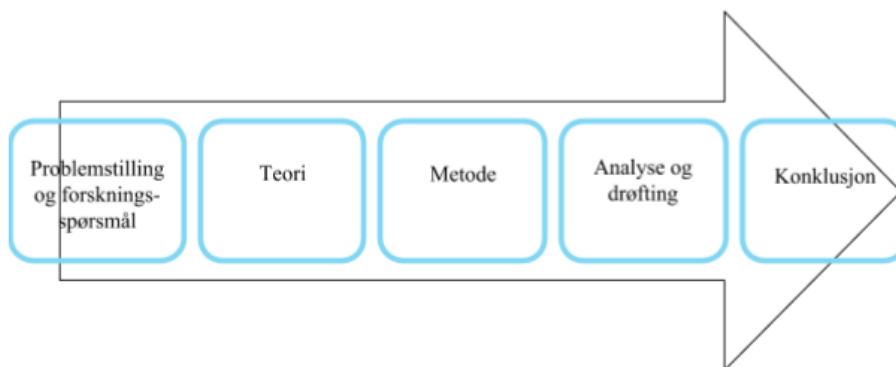 Problemstilling
og forsknings-
spørsmål
Teori
Metode
Analyse og
drøfting
Konklusjon